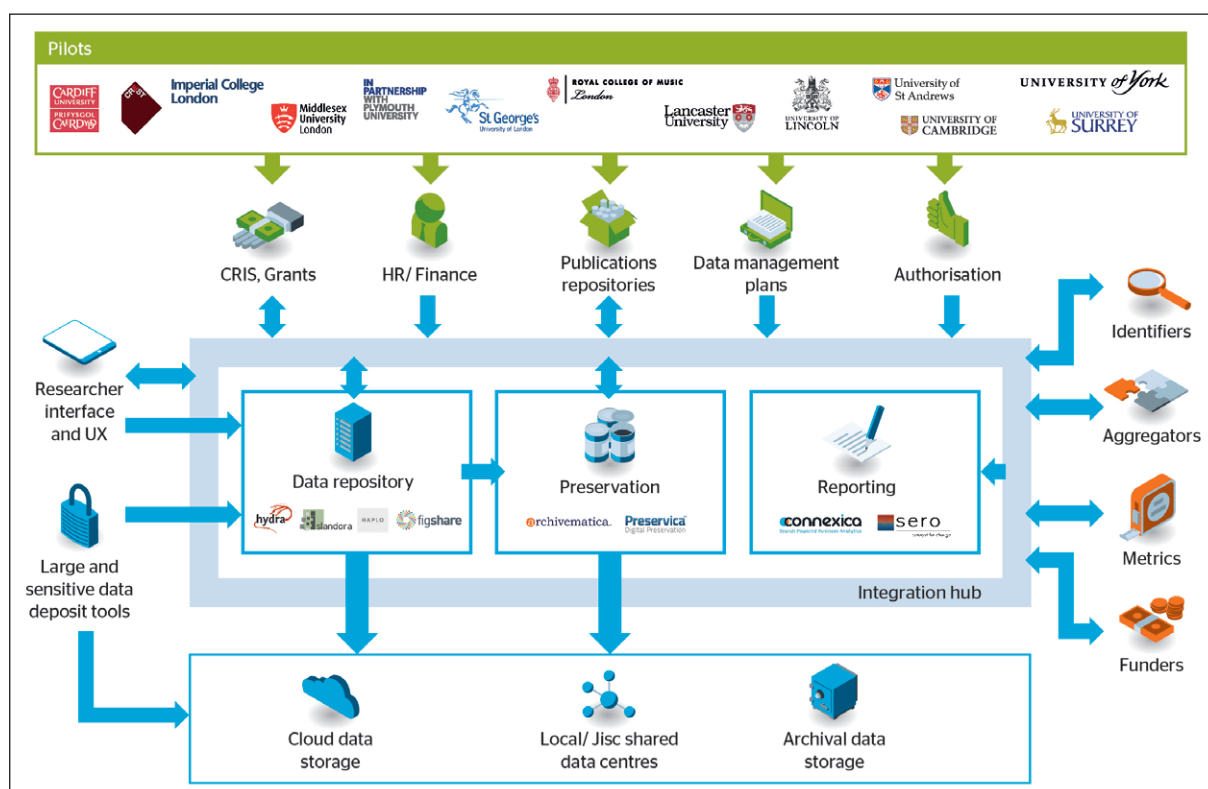 Pilots
CARDIFF
UNIVERSITY
PRIFYSGOL
CAERDYDD
CREST
Imperial College
London
Middlesex
University
London
IN
PARTNERSHIP
WITH
PLYMOUTH
UNIVERSITY
St George's
University of London
ROYAL COLLEGE OF MUSIC
London
Lancaster
University
UNIVERSITY OF
LINCOLN
University of
St Andrews
UNIVERSITY OF
CAMBRIDGE
UNIVERSITY of York
UNIVERSITY OF
SURREY
CRIS, Grants
HR/ Finance
Publications
repositories
Data management
plans
Authorisation
Researcher
interface
and UX
Large and
sensitive data
deposit tools
Data repository
hydra
islandora
HAPLO
figshare
Preservation
archivematica.
Preservica
Digital Preservation
Reporting
connexica
Search Powered Business Analytics
sero
Integration hub
Identifiers
Aggregators
Metrics
Funders
Cloud data
storage
Local/ Jisc shared
data centres
Archival data
storage